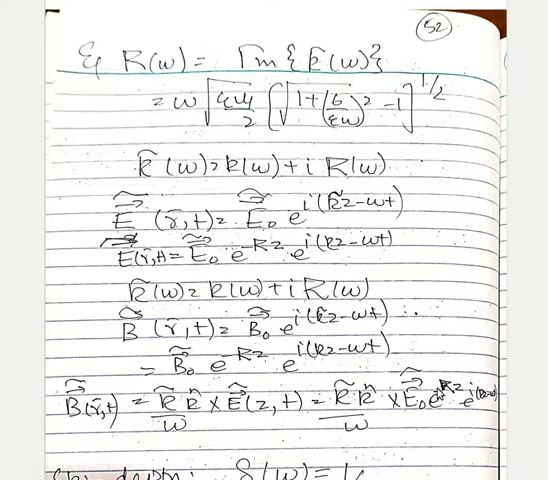 52
& R(ω) = Im{k̃(ω)}
= ω √(εμ/2) [√(1+(σ/εω)²) - 1]^1/2
k̃(ω) = k(ω) + i R(ω)
Ẽ(r̄,t) = Ẽ₀ e^i(k̃z-ωt)
E(r̄,t) = Ẽ₀ e^-Rz e^i(kz-ωt)
k̃(ω) = k(ω) + i R(ω)
B̃(r̄,t) = B̃₀ e^i(k̃z-ωt)
= B̃₀ e^-Rz e^i(kz-ωt)
B̃(r̄,t) = k̃/ω k̂ × Ẽ(z,t) = k̃/ω k̂ × Ẽ₀ e^-Rz e^i(kz-ωt)
δ(ω) = 1/